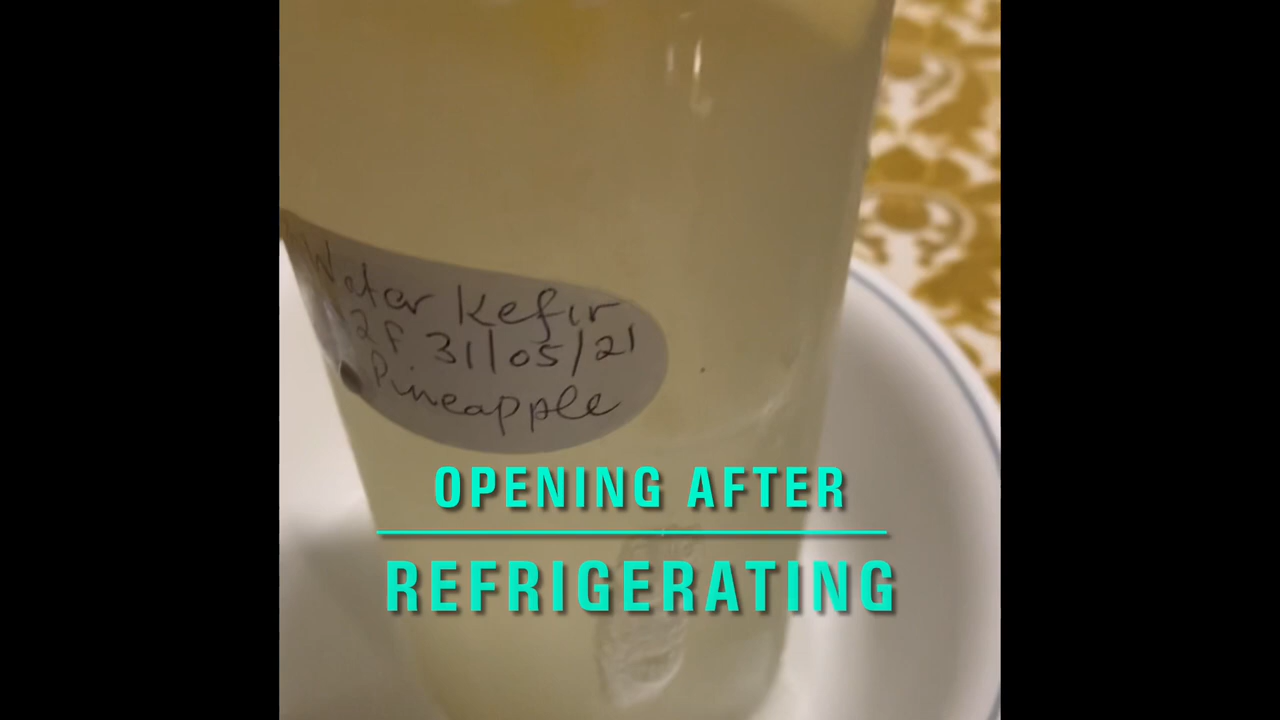 Water Kefir
2F 31/05/21
Pineapple
OPENING AFTER
REFRIGERATING